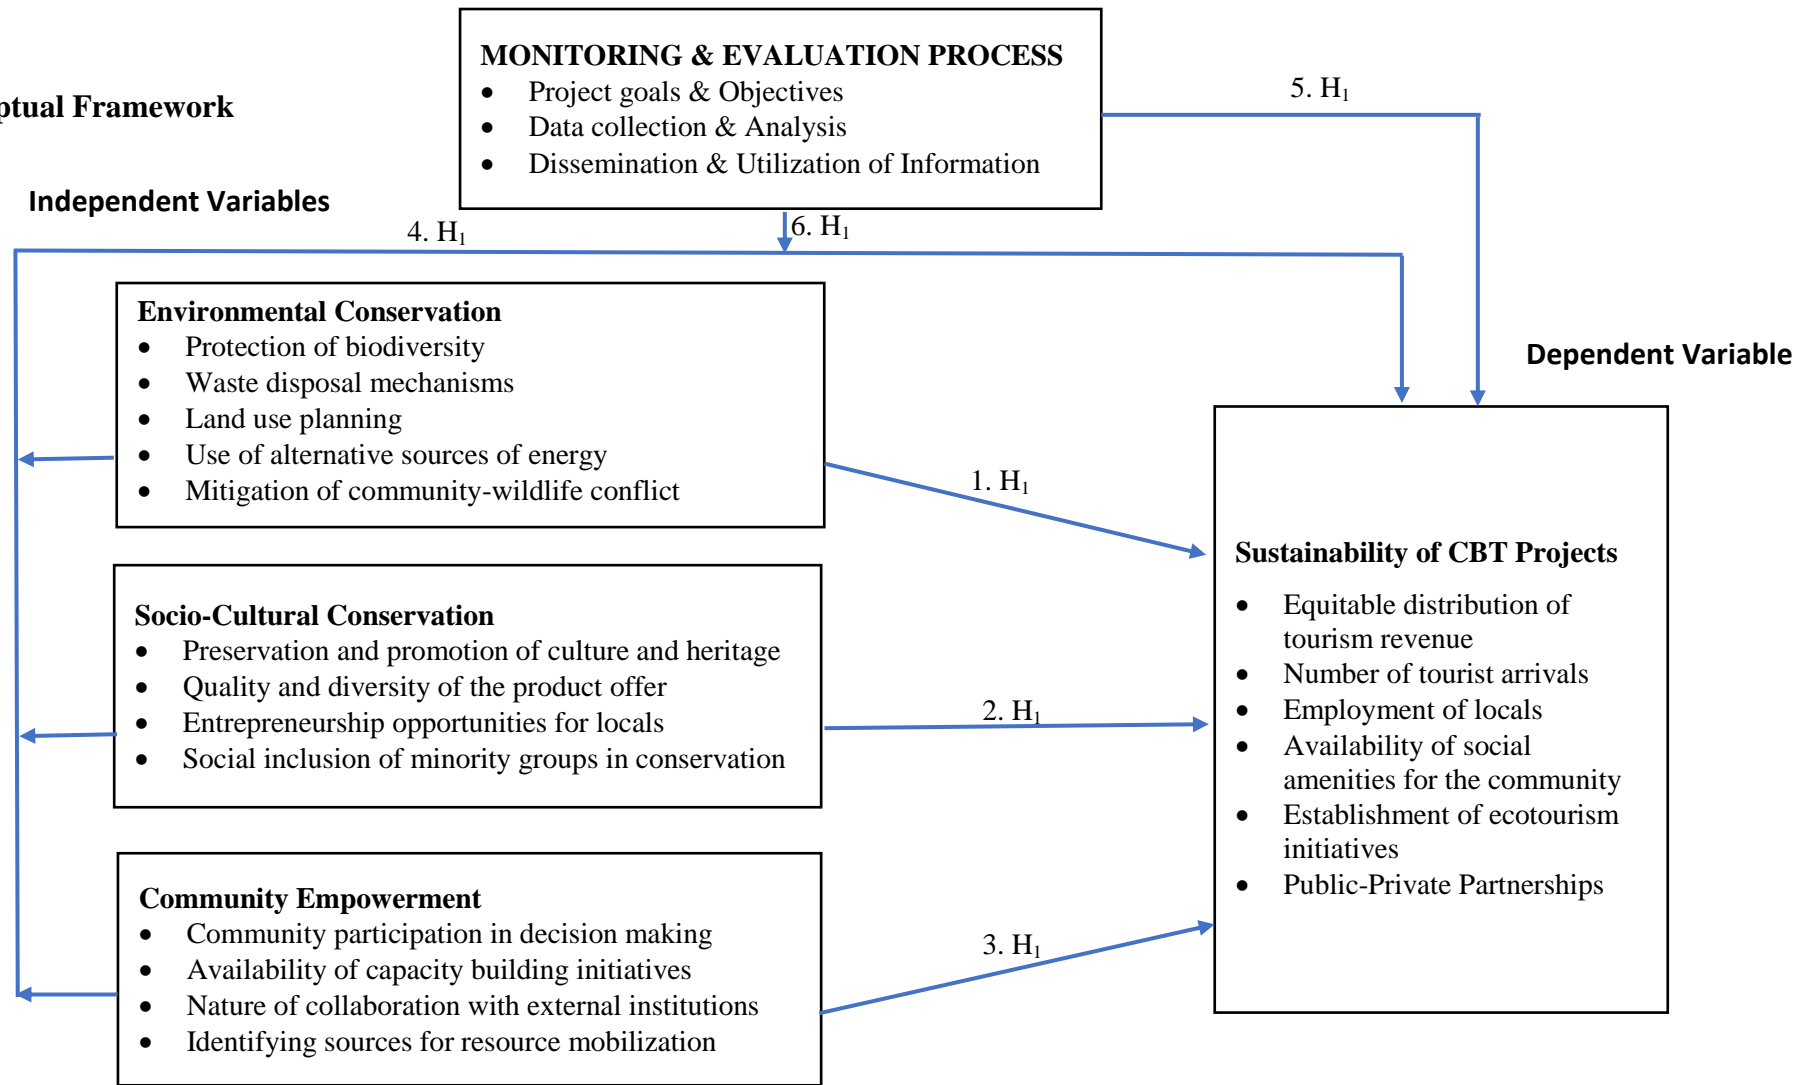 MONITORING & EVALUATION PROCESS
• Project goals & Objectives
• Data collection & Analysis
• Dissemination & Utilization of Information
5. H₁
ptual Framework
Independent Variables
4. H₁
6. H₁
Environmental Conservation
• Protection of biodiversity
• Waste disposal mechanisms
• Land use planning
• Use of alternative sources of energy
• Mitigation of community-wildlife conflict
1. H₁
Socio-Cultural Conservation
• Preservation and promotion of culture and heritage
• Quality and diversity of the product offer
• Entrepreneurship opportunities for locals
• Social inclusion of minority groups in conservation
2. H₁
Community Empowerment
• Community participation in decision making
• Availability of capacity building initiatives
• Nature of collaboration with external institutions
• Identifying sources for resource mobilization
3. H₁
Dependent Variable
Sustainability of CBT Projects
• Equitable distribution of
tourism revenue
• Number of tourist arrivals
• Employment of locals
• Availability of social
amenities for the community
• Establishment of ecotourism
initiatives
• Public-Private Partnerships